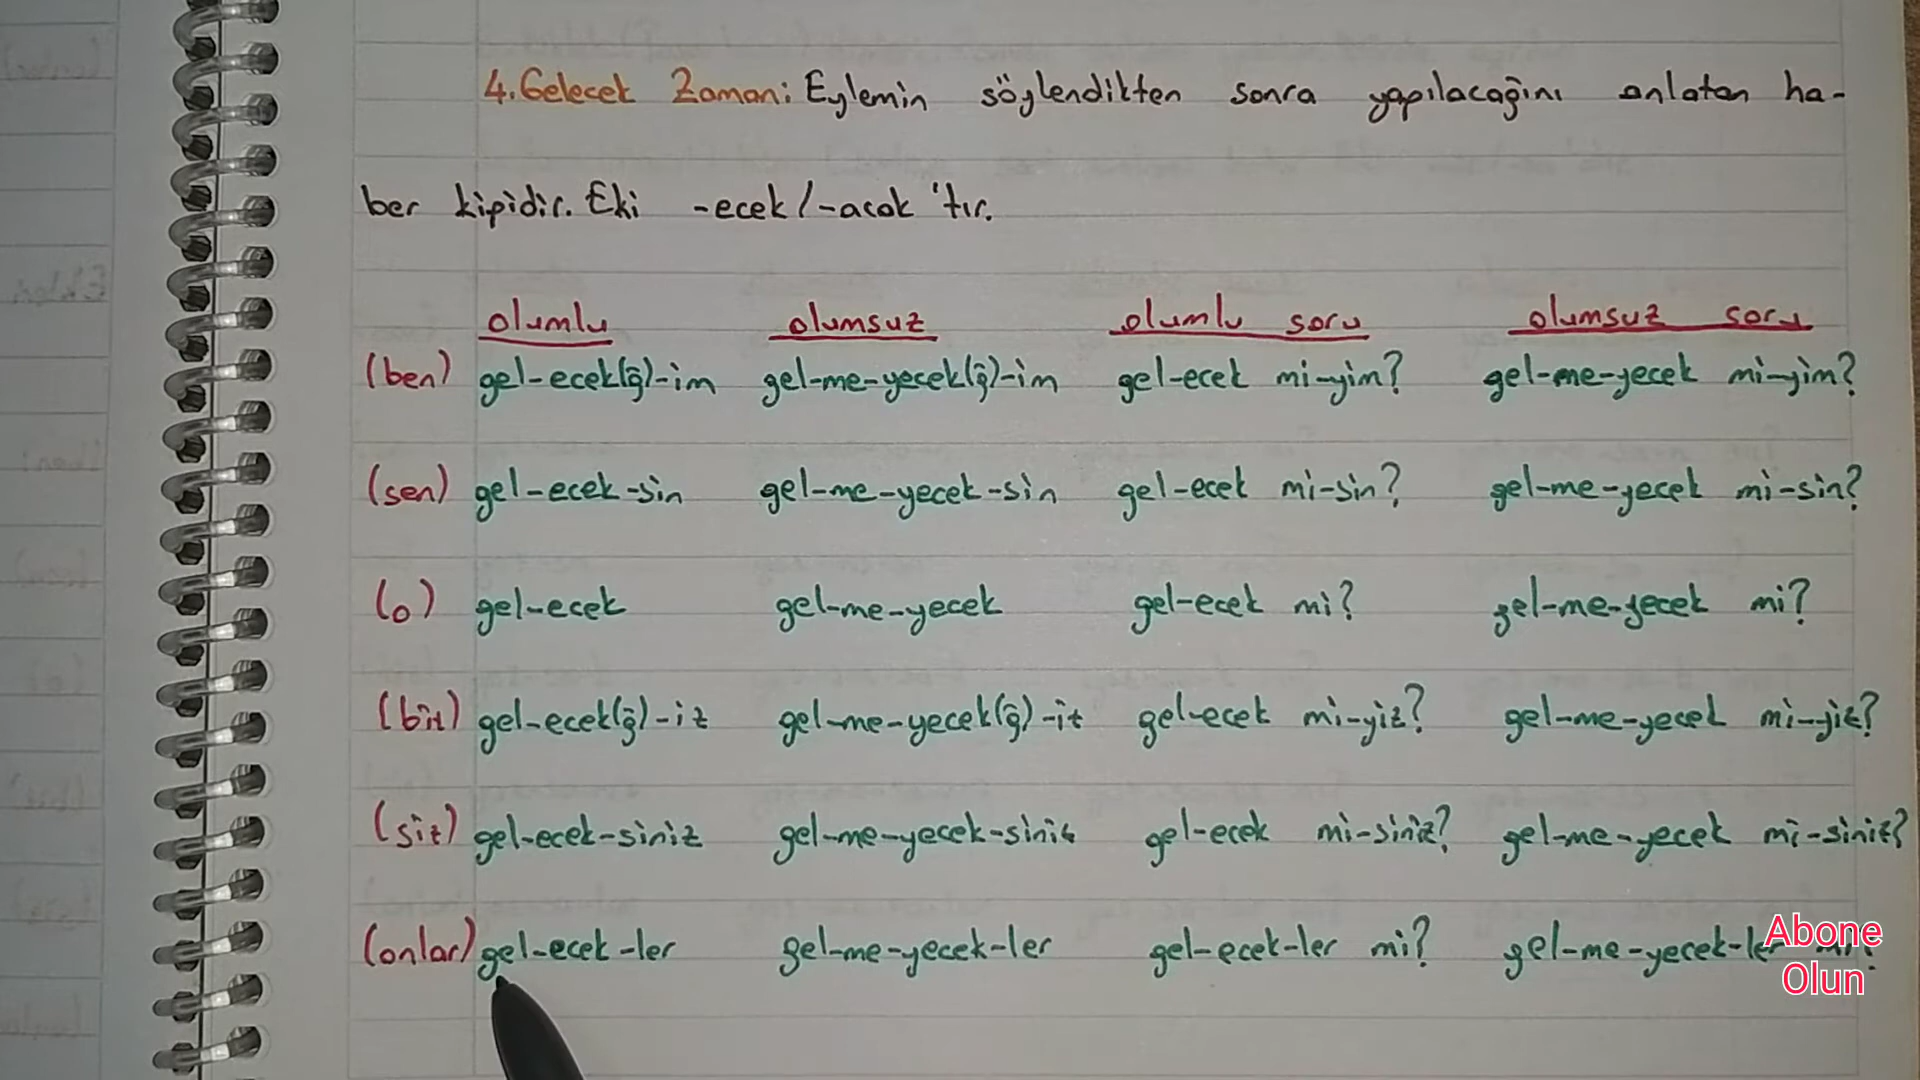 4.Gelecek Zaman: Eylemin söylendikten sonra yapılacağını anlatan ha-
ber kipidir. Eki -ecek/-acak 'tır.
olumlu olumsuz olumlu soru olumsuz soru
(ben) gel-ecek(ğ)-im gel-me-yecek(ğ)-im gel-ecek mi-yim? gel-me-yecek mi-yim?
(sen) gel-ecek-sin gel-me-yecek-sin gel-ecek mi-sin? gel-me-yecek mi-sin?
(o) gel-ecek gel-me-yecek gel-ecek mi? gel-me-yecek mi?
(biz) gel-ecek(ğ)-iz gel-me-yecek(ğ)-iz gel-ecek mi-yiz? gel-me-yecek mi-yiz?
(siz) gel-ecek-siniz gel-me-yecek-siniz gel-ecek mi-siniz? gel-me-yecek mi-siniz?
(onlar) gel-ecek-ler gel-me-yecek-ler gel-ecek-ler mi? gel-me-yecek-ler mi?
Abone
Olun